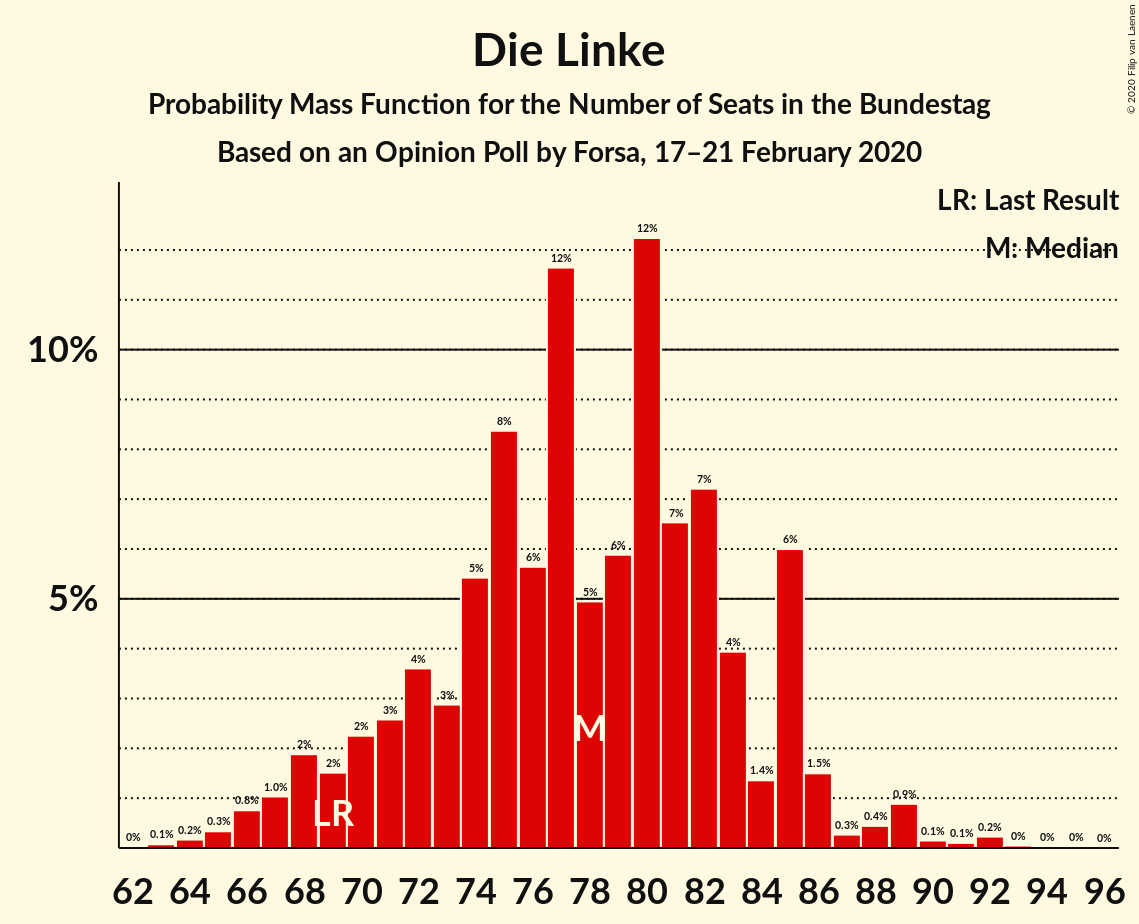 Die Linke
Probability Mass Function for the Number of Seats in the Bundestag
Based on an Opinion Poll by Forsa, 17–21 February 2020
© 2020 Filip van Laenen
LR: Last Result
M: Median
10%
5%
0% 0.1% 0.2% 0.3% 0.8% 1.0% 2% 2% 2% 3% 4% 3% 5% 8% 6% 12% 5% 6% 12% 7% 7% 4% 1.4% 6% 1.5% 0.3% 0.4% 0.9% 0.1% 0.1% 0.2% 0% 0% 0% 0%
M
LR
62 64 66 68 70 72 74 76 78 80 82 84 86 88 90 92 94 96